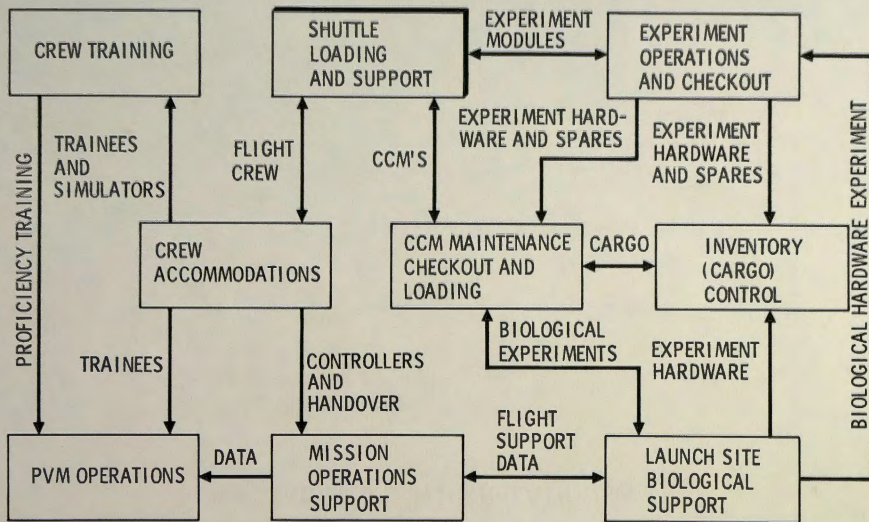 CREW TRAINING
SHUTTLE
LOADING
AND SUPPORT
EXPERIMENT
MODULES
EXPERIMENT
OPERATIONS
AND CHECKOUT
PROFICIENCY TRAINING
TRAINEES
AND
SIMULATORS
FLIGHT
CREW
CCM'S
EXPERIMENT HARD-
WARE AND SPARES
EXPERIMENT
HARDWARE
AND SPARES
BIOLOGICAL HARDWARE EXPERIMENT
CREW
ACCOMMODATIONS
CCM MAINTENANCE
CHECKOUT AND
LOADING
CARGO
INVENTORY
(CARGO)
CONTROL
TRAINEES
CONTROLLERS
AND
HANDOVER
BIOLOGICAL
EXPERIMENTS
EXPERIMENT
HARDWARE
PVM OPERATIONS
DATA
MISSION
OPERATIONS
SUPPORT
FLIGHT
SUPPORT
DATA
LAUNCH SITE
BIOLOGICAL
SUPPORT